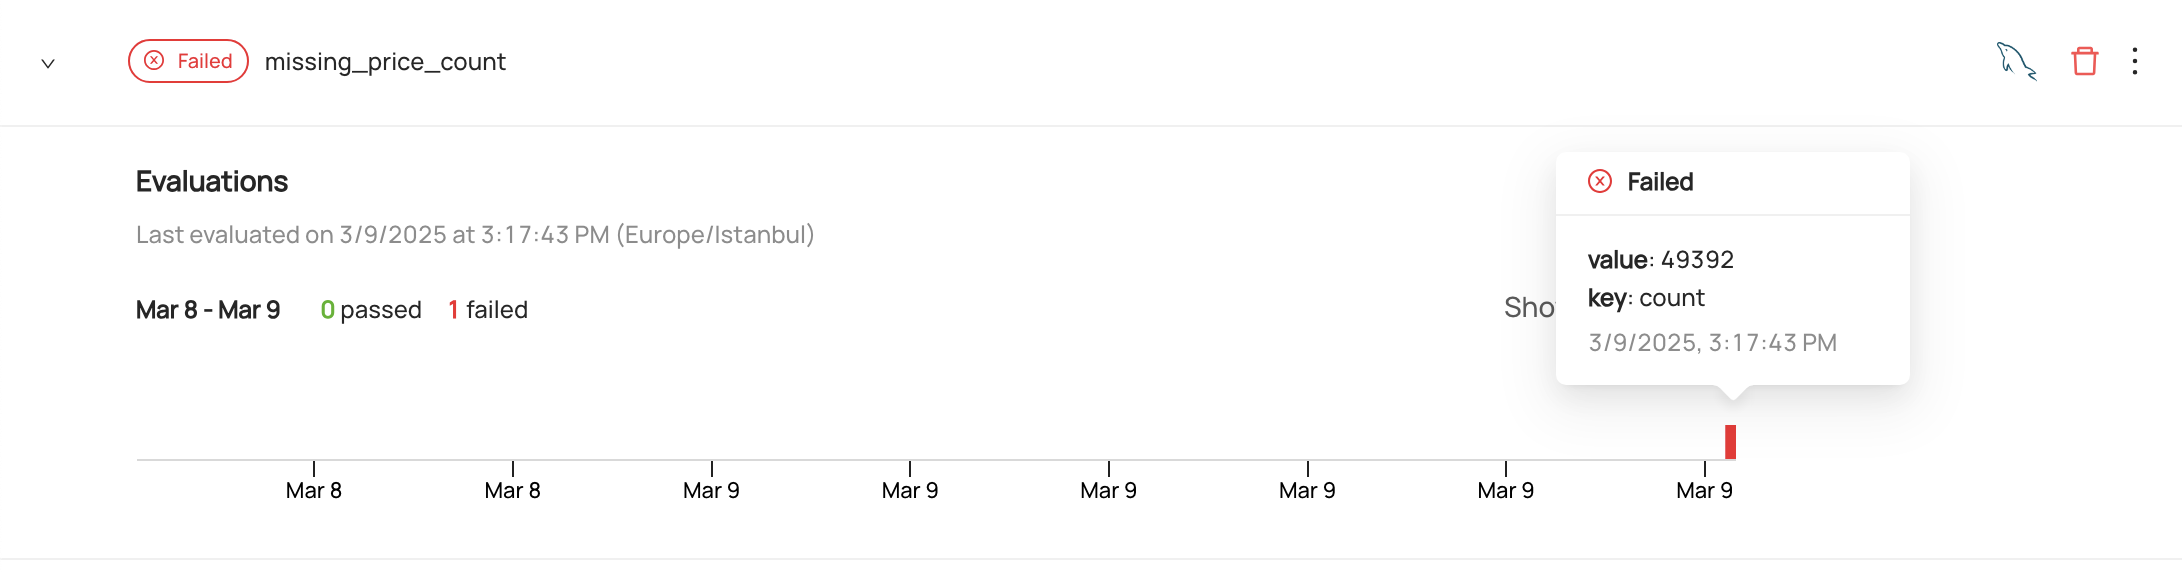 Failed missing_price_count
Evaluations
Last evaluated on 3/9/2025 at 3:17:43 PM (Europe/Istanbul)
Mar 8 - Mar 9 0 passed 1 failed
Failed
value: 49392
key: count
3/9/2025, 3:17:43 PM
Mar 8 Mar 8 Mar 9 Mar 9 Mar 9 Mar 9 Mar 9 Mar 9